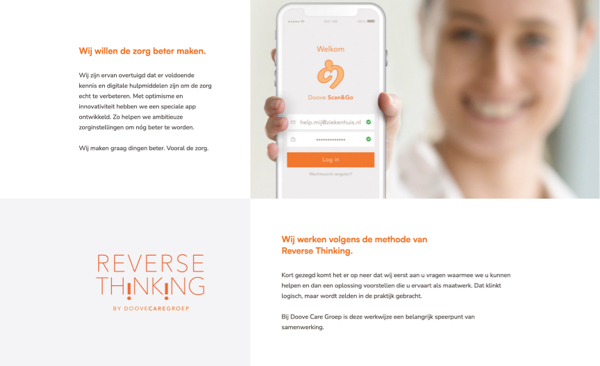 Wij willen de zorg beter maken.
Wij zijn ervan overtuigd dat er voldoende
kennis en digitale hulpmiddelen zijn om de zorg
echt te verbeteren. Met optimisme en
innovativiteit hebben we een speciale app
ontwikkeld. Zo helpen we ambitieuze
zorginstellingen om nóg beter te worden.
Wij maken graag dingen beter. Vooral de zorg.
Welkom
Doove Scan&Go
help.mij@ziekenhuis.nl
Log in
Wachtwoord vergeten?
REVERSE
TH!NK!NG
BY DOOVECAREGROEP
Wij werken volgens de methode van
Reverse Thinking.
Kort gezegd komt het er op neer dat wij eerst aan u vragen waarmee we u kunnen
helpen en dan een oplossing voorstellen die u ervaart als maatwerk. Dat klinkt
logisch, maar wordt zelden in de praktijk gebracht.
Bij Doove Care Groep is deze werkwijze een belangrijk speerpunt van
samenwerking.